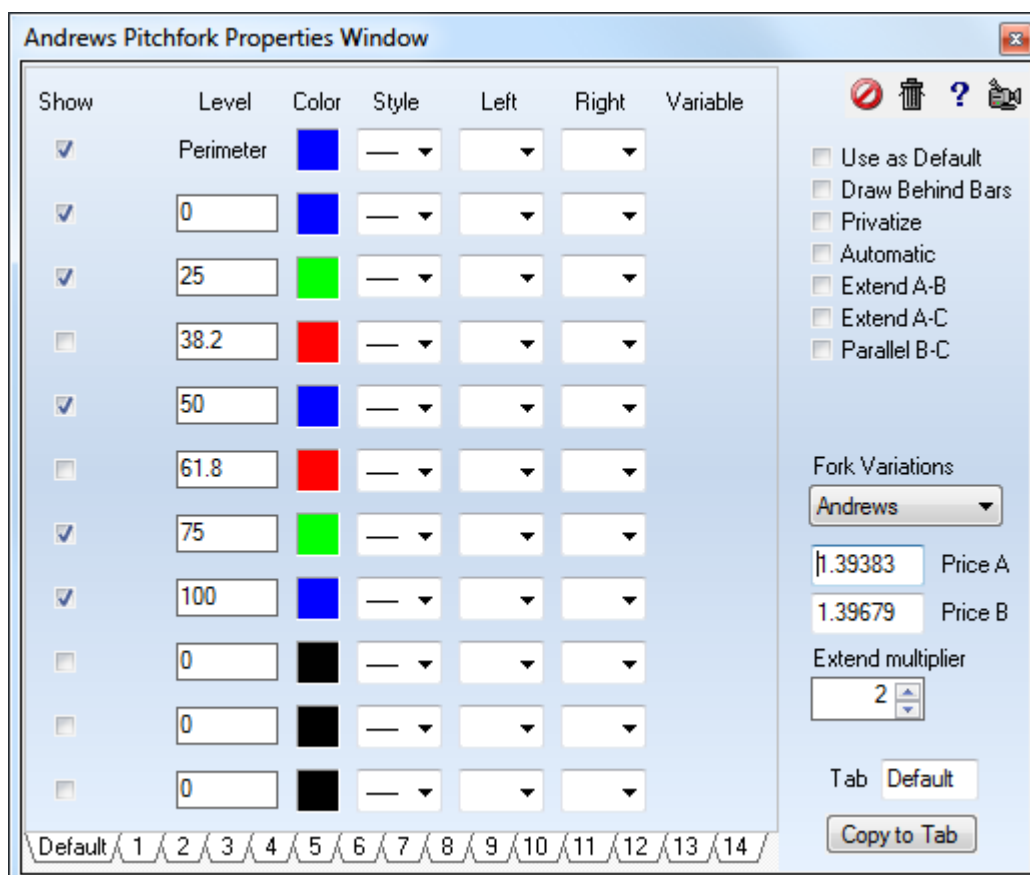 Andrews Pitchfork Properties Window
Show Level Color Style Left Right Variable
Perimeter
0
25
38.2
50
61.8
75
100
0
0
0
Default 1 2 3 4 5 6 7 8 9 10 11 12 13 14
?
Use as Default
Draw Behind Bars
Privatize
Automatic
Extend A-B
Extend A-C
Parallel B-C
Fork Variations
Andrews
1.39383 Price A
1.39679 Price B
Extend multiplier
2
Tab Default
Copy to Tab